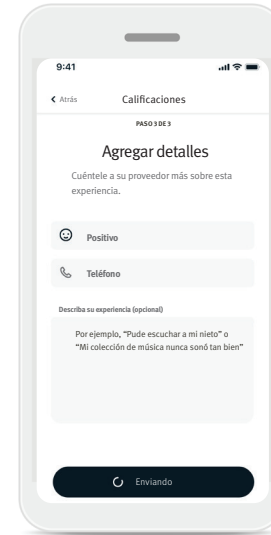 9:41
Atrás
Calificaciones
PASO 3 DE 3
Agregar detalles
Cuéntele a su proveedor más sobre esta
experiencia.
Positivo
Teléfono
Describa su experiencia (opcional)
Por ejemplo, “Pude escuchar a mi nieto” o
“Mi colección de música nunca sonó tan bien”
Enviando